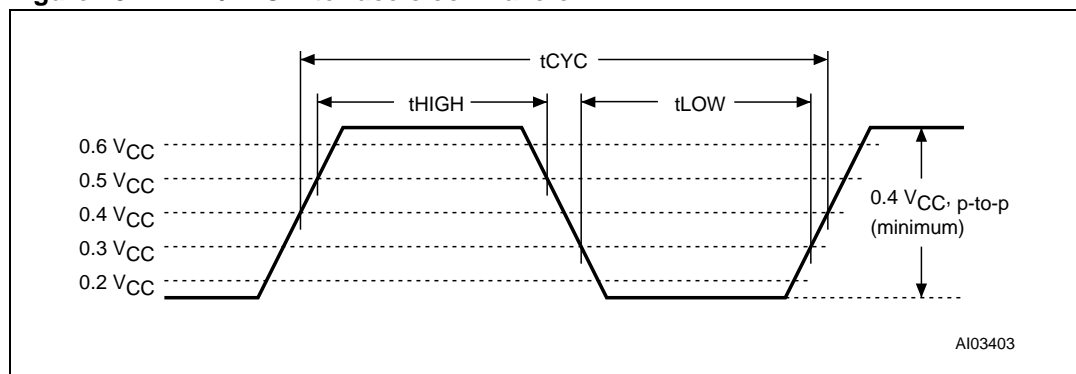 tCYC
tHIGH
tLOW
0.6 VCC
0.5 VCC
0.4 VCC
0.3 VCC
0.2 VCC
0.4 VCC, p-to-p
(minimum)
AI03403